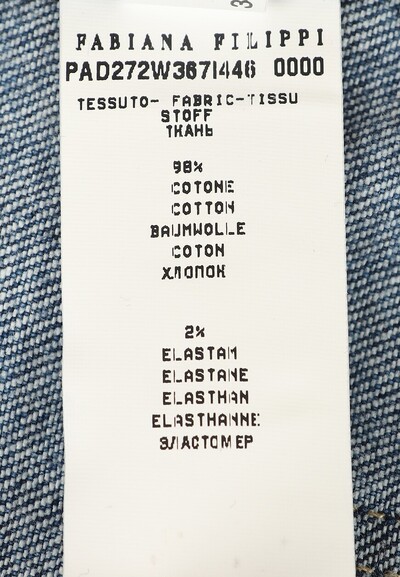 FABIANA FILIPPI
PAD272W3671446 0000
TESSUTO- FABRIC-TISSU
STOFF
ТКАНЬ
98%
COTONE
COTTON
BAUMWOLLE
COTON
ХЛОПОК
2%
ELASTAM
ELASTANE
ELASTHAN
ELASTHANNE
ЭЛАСТОМЕР